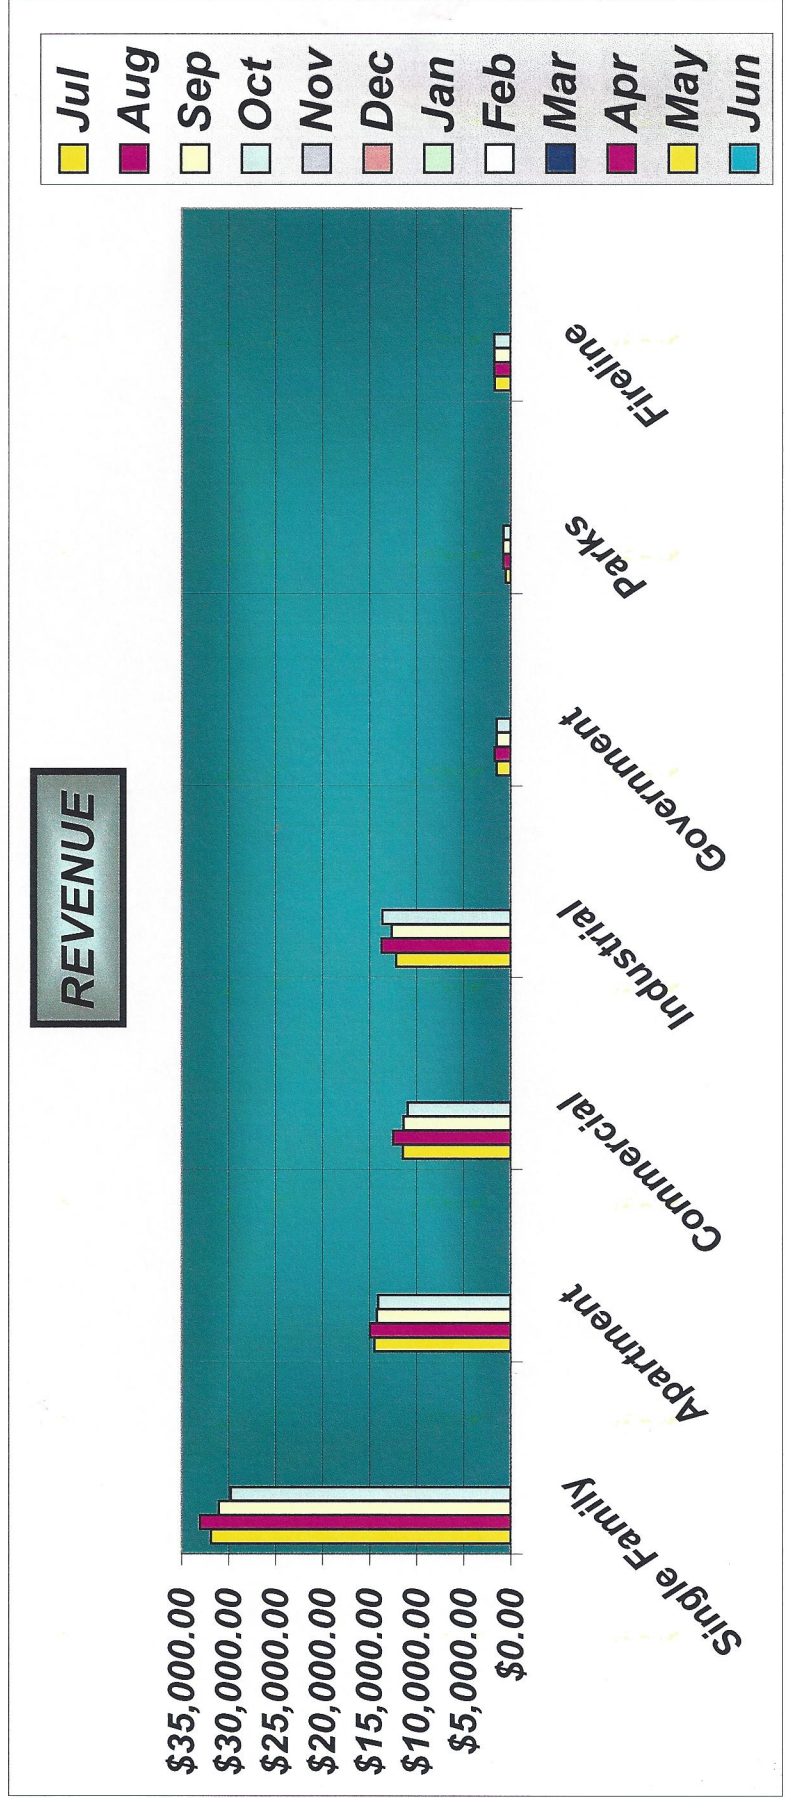 REVENUE
$35,000.00
$30,000.00
$25,000.00
$20,000.00
$15,000.00
$10,000.00
$5,000.00
$0.00
Single Family
Apartment
Commercial
Industrial
Government
Parks
Fireline
Jul
Aug
Sep
Oct
Nov
Dec
Jan
Feb
Mar
Apr
May
Jun